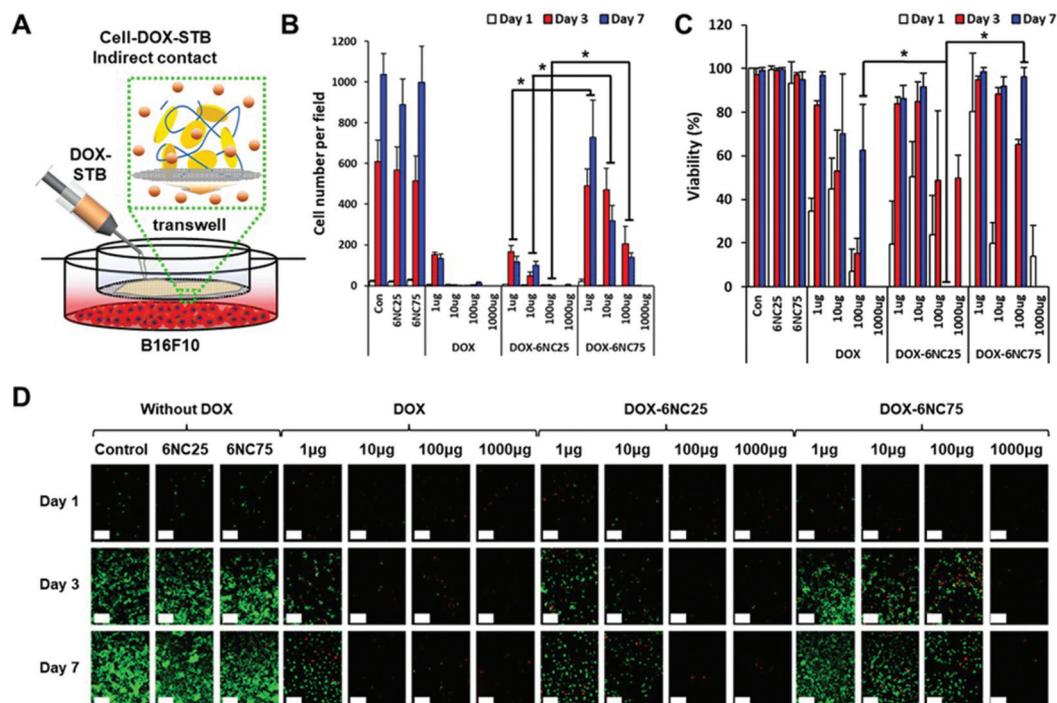 A
Cell-DOX-STB
Indirect contact
DOX-
STB
transwell
B16F10
B
Day 1 Day 3 Day 7
Cell number per field
1200
1000
800
600
400
200
0
* * *
Con 6NC25 6NC75 1ug 10ug 100ug 1000ug 1ug 10ug 100ug 1000ug 1ug 10ug 100ug 1000ug
DOX DOX-6NC25 DOX-6NC75
C
Day 1 Day 3 Day 7
Viability (%)
120
100
80
60
40
20
0
* *
Con 6NC25 6NC75 1ug 10ug 100ug 1000ug 1ug 10ug 100ug 1000ug 1ug 10ug 100ug 1000ug
DOX DOX-6NC25 DOX-6NC75
D
Without DOX DOX DOX-6NC25 DOX-6NC75
Control 6NC25 6NC75 1µg 10µg 100µg 1000µg 1µg 10µg 100µg 1000µg 1µg 10µg 100µg 1000µg
Day 1
Day 3
Day 7